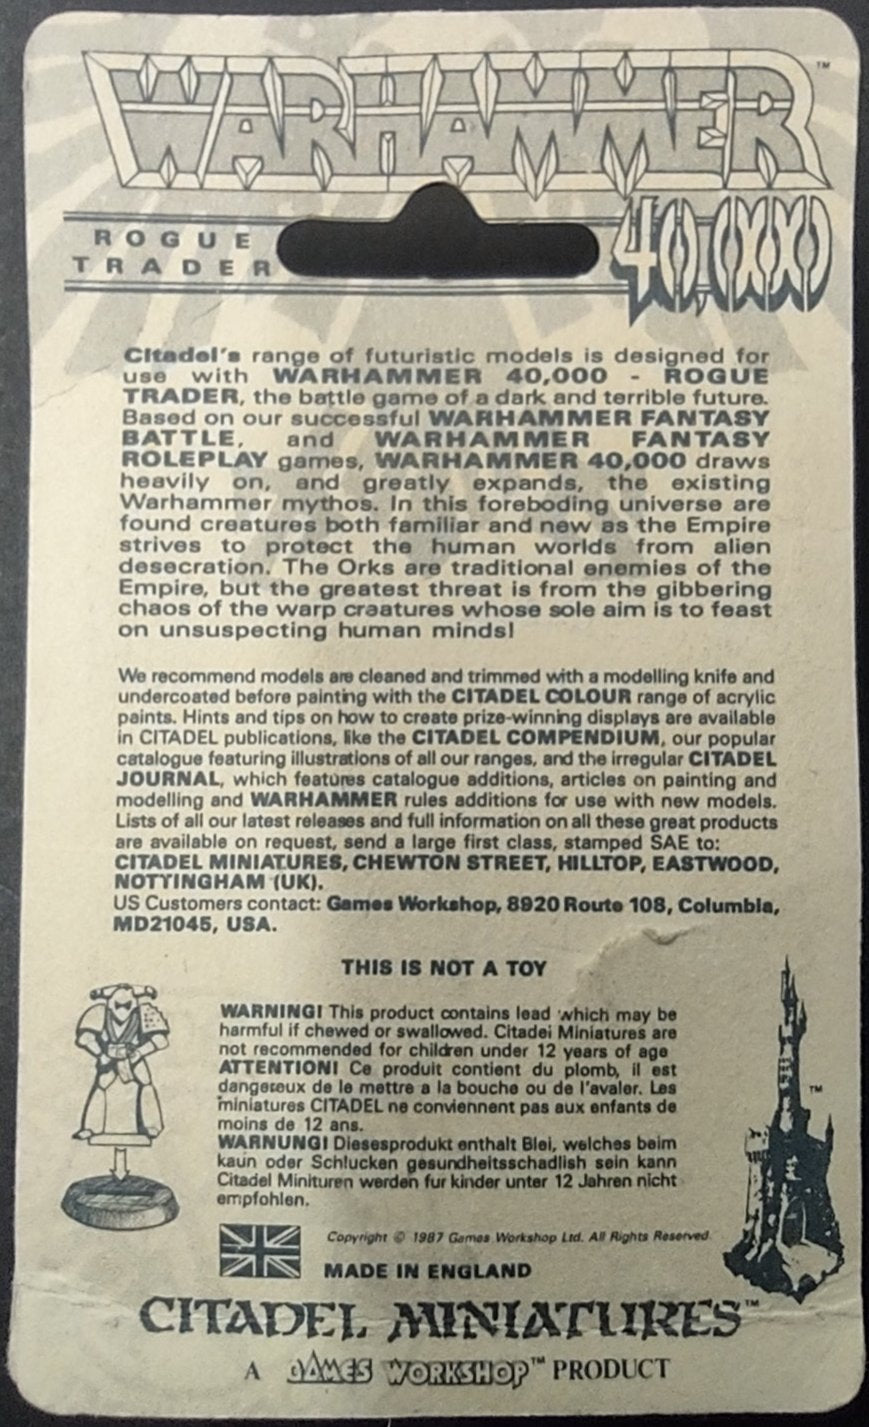 WARHAMMER™
40,000
ROGUE
TRADER
Citadel's range of futuristic models is designed for
use with WARHAMMER 40,000 - ROGUE
TRADER, the battle game of a dark and terrible future.
Based on our successful WARHAMMER FANTASY
BATTLE, and WARHAMMER FANTASY
ROLEPLAY games, WARHAMMER 40,000 draws
heavily on, and greatly expands, the existing
Warhammer mythos. In this foreboding universe are
found creatures both familiar and new as the Empire
strives to protect the human worlds from alien
desecration. The Orks are traditional enemies of the
Empire, but the greatest threat is from the gibbering
chaos of the warp creatures whose sole aim is to feast
on unsuspecting human minds!
We recommend models are cleaned and trimmed with a modelling knife and
undercoated before painting with the CITADEL COLOUR range of acrylic
paints. Hints and tips on how to create prize-winning displays are available
in CITADEL publications, like the CITADEL COMPENDIUM, our popular
catalogue featuring illustrations of all our ranges, and the irregular CITADEL
JOURNAL, which features catalogue additions, articles on painting and
modelling and WARHAMMER rules additions for use with new models.
Lists of all our latest releases and full information on all these great products
are available on request, send a large first class, stamped SAE to:
CITADEL MINIATURES, CHEWTON STREET, HILLTOP, EASTWOOD,
NOTTINGHAM (UK).
US Customers contact: Games Workshop, 8920 Route 108, Columbia,
MD21045, USA.
THIS IS NOT A TOY
WARNING! This product contains lead which may be
harmful if chewed or swallowed. Citadel Miniatures are
not recommended for children under 12 years of age
ATTENTION! Ce produit contient du plomb, il est
dangereux de le mettre a la bouche ou de l'avaler. Les
miniatures CITADEL ne conviennent pas aux enfants de
moins de 12 ans.
WARNUNG! Diesesprodukt enthalt Blei, welches beim
kaun oder Schlucken gesundheitsschadlish sein kann
Citadel Minituren werden fur kinder unter 12 Jahren nicht
empfohlen.
™
Copyright © 1987 Games Workshop Ltd. All Rights Reserved.
MADE IN ENGLAND
CITADEL MINIATURES™
A GAMES WORKSHOP™ PRODUCT